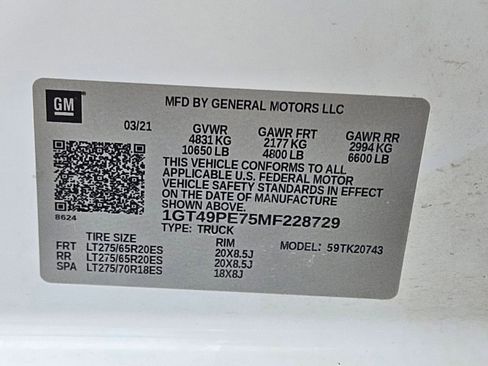 GM
MFD BY GENERAL MOTORS LLC
03/21 GVWR GAWR FRT GAWR RR
4831 KG 2177 KG 2994 KG
10650 LB 4800 LB 6600 LB
THIS VEHICLE CONFORMS TO ALL
APPLICABLE U.S. FEDERAL MOTOR
VEHICLE SAFETY STANDARDS IN EFFECT
ON THE DATE OF MANUFACTURE
SHOWN ABOVE.
8624
1GT49PE75MF228729
TYPE: TRUCK
TIRE SIZE RIM MODEL: 59TK20743
FRT LT275/65R20ES 20X8.5J
RR LT275/65R20ES 20X8.5J
SPA LT275/70R18ES 18X8J